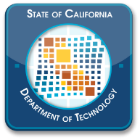 State of California
Department of Technology